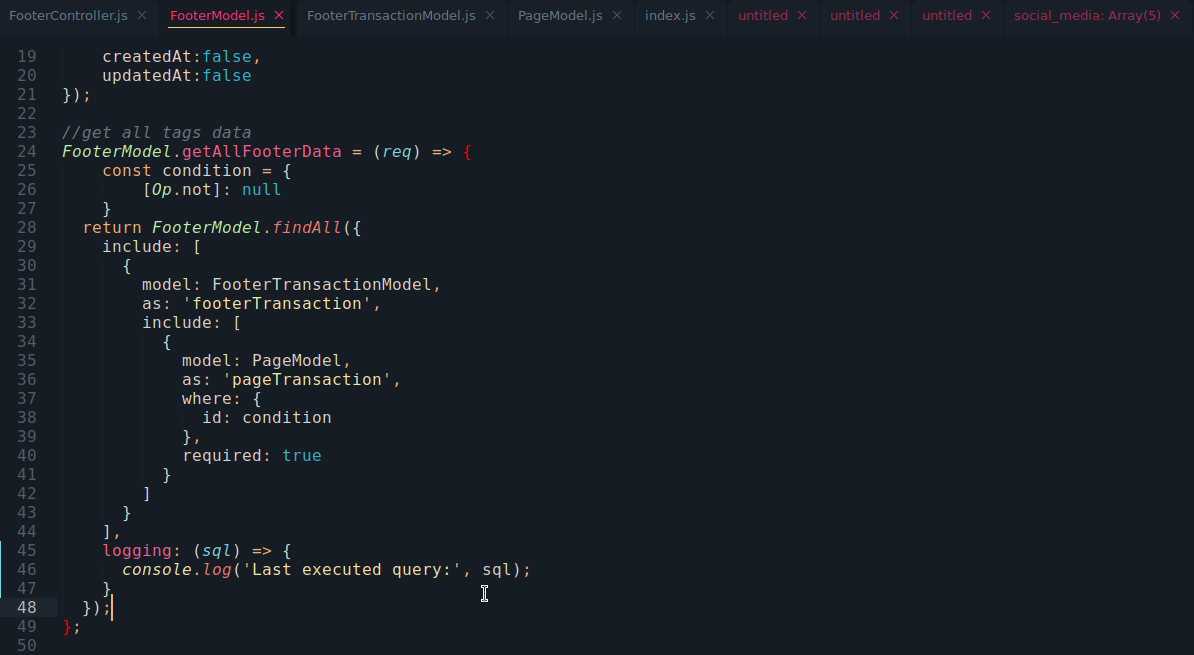 FooterController.js × FooterModel.js × FooterTransactionModel.js × PageModel.js × index.js × untitled × untitled × untitled × social_media: Array(5) ×
19      createdAt:false,
20      updatedAt:false
21  });
22
23  //get all tags data
24  FooterModel.getAllFooterData = (req) => {
25      const condition = {
26          [Op.not]: null
27      }
28    return FooterModel.findAll({
29      include: [
30        {
31          model: FooterTransactionModel,
32          as: 'footerTransaction',
33          include: [
34            {
35              model: PageModel,
36              as: 'pageTransaction',
37              where: {
38                id: condition
39              },
40              required: true
41            }
42          ]
43        }
44      ],
45      logging: (sql) => {
46        console.log('Last executed query:', sql);
47      }
48    });
49  };
50